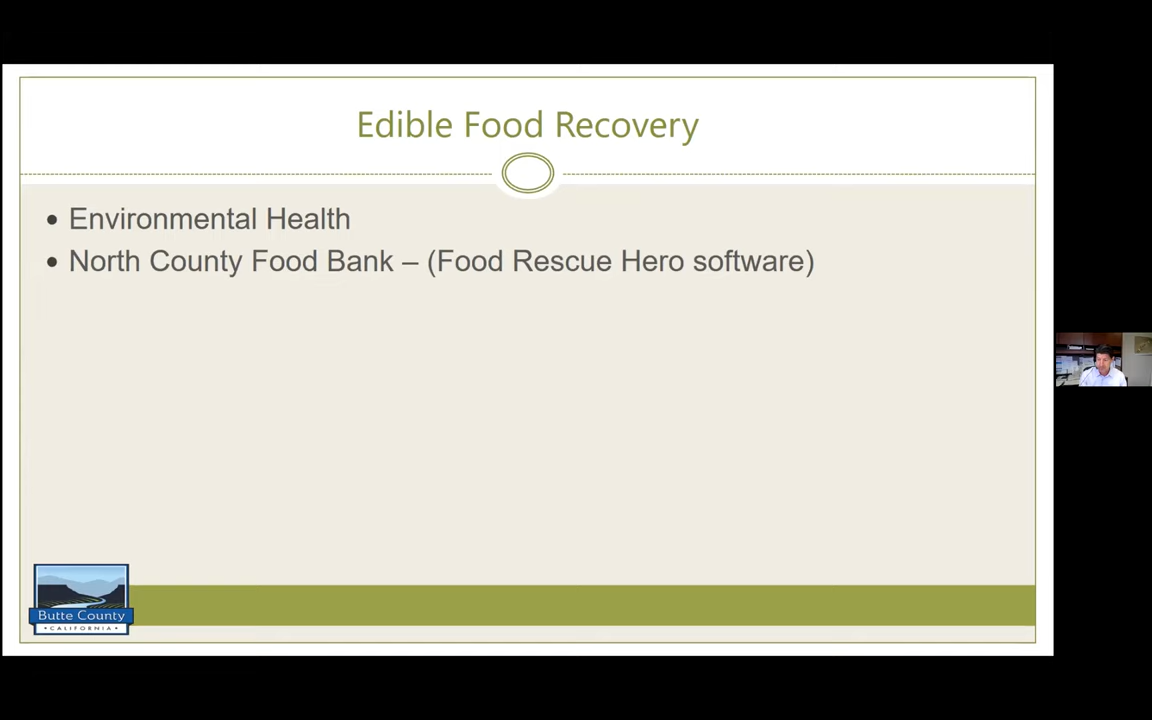 Edible Food Recovery
• Environmental Health
• North County Food Bank – (Food Rescue Hero software)
Butte County
• CALIFORNIA •